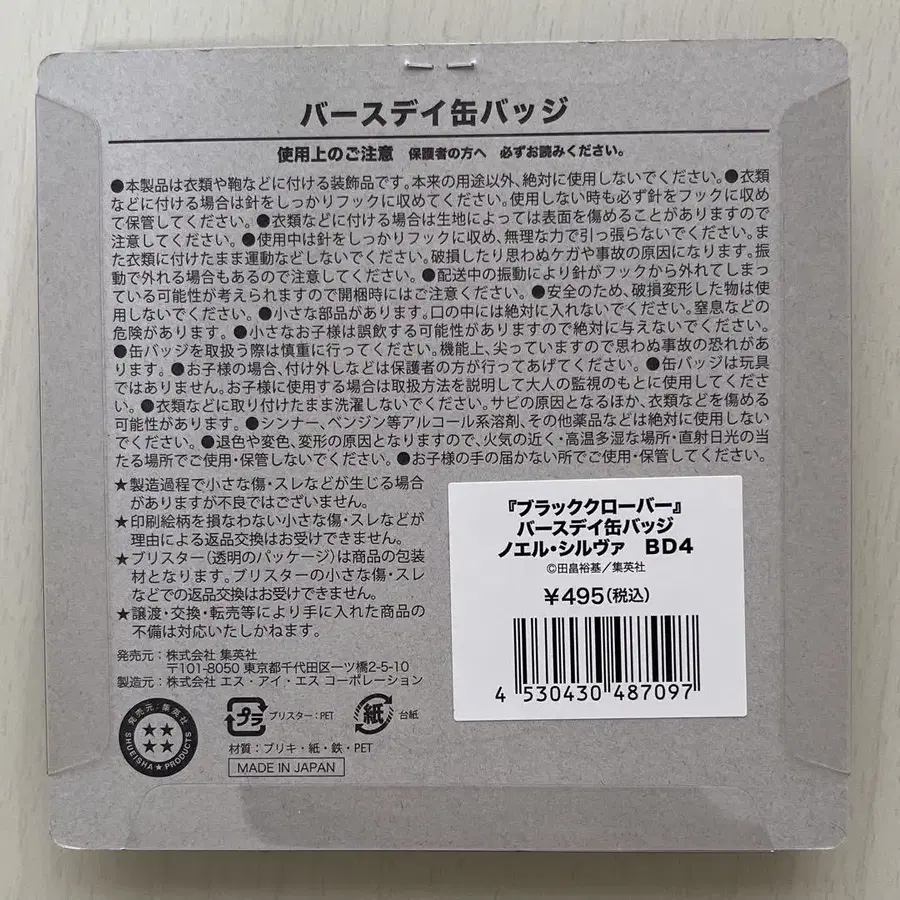 バースデイ缶バッジ
使用上のご注意 保護者の方へ 必ずお読みください。
●本製品は衣類や鞄などに付ける装飾品です。本来の用途以外、絶対に使用しないでください。●衣類
などに付ける場合は針をしっかりフックに収めてください。使用しない時も必ず針をフックに収め
て保管してください。●衣類などに付ける場合は生地によっては表面を傷めることがありますので
注意してください。●使用中は針をしっかりフックに収め、無理な力で引っ張らないでください。ま
た衣類に付けたまま運動などしないでください。破損したり思わぬケガや事故の原因になります。振
動で外れる場合もあるので注意してください。●配送中の振動により針がフックから外れてしまっ
ている可能性が考えられますので開梱時にはご注意ください。●安全のため、破損変形した物は使
用しないでください。●小さな部品があります。口の中には絶対に入れないでください。窒息などの
危険があります。●小さなお子様は誤飲する可能性がありますので絶対に与えないでください。
●缶バッジを取扱う際は慎重に行ってください。機能上、尖っていますので思わぬ事故の恐れがあ
ります。●お子様の場合、付け外しなどは保護者の方が行ってあげてください。●缶バッジは玩具
ではありません。お子様に使用する場合は取扱方法を説明して大人の監視のもとに使用してくださ
い。●衣類などに取り付けたまま洗濯しないでください。サビの原因となるほか、衣類などを傷める
可能性があります。●シンナー、ベンジン等アルコール系溶剤、その他薬品などは絶対に使用しない
でください。●退色や変色、変形の原因となりますので、火気の近く・高温多湿な場所・直射日光の当
たる場所でご使用・保管しないでください。●お子様の手の届かない所でご使用・保管してください。
★製造過程で小さな傷・スレなどが生じる場合
がありますが不良ではございません。
★印刷絵柄を損なわない小さな傷・スレなどが
理由による返品交換はお受けできません。
★ブリスター（透明のパッケージ）は商品の包装
材となります。ブリスターの小さな傷・スレ
などでの返品交換はお受けできません。
★譲渡・交換・転売等により手に入れた商品の
不備は対応いたしかねます。
発売元：株式会社 集英社
〒101-8050 東京都千代田区一ツ橋2-5-10
製造元：株式会社 エス・アイ・エス コーポレーション
発売元：集英社
SHUEISHA★PRODUCTS
プラ ブリスター：PET 紙 台紙
材質：ブリキ・紙・鉄・PET
MADE IN JAPAN
『ブラッククローバー』
バースデイ缶バッジ
ノエル・シルヴァ BD4
©田畠裕基／集英社
¥495(税込)
4 530430 487097